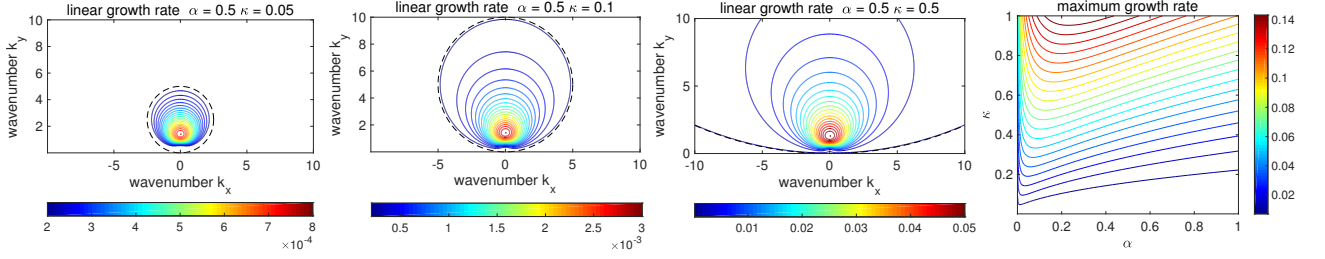 linear growth rate α = 0.5 κ = 0.05
10
8
6
4
2
-5 0 5 10
wavenumber k_y
wavenumber k_x
2 3 4 5 6 7 8
×10⁻⁴
linear growth rate α = 0.5 κ = 0.1
10
8
6
4
2
-5 0 5 10
wavenumber k_y
wavenumber k_x
0.5 1 1.5 2 2.5 3
×10⁻³
linear growth rate α = 0.5 κ = 0.5
10
8
6
4
2
0
-10 -5 0 5 10
wavenumber k_y
wavenumber k_x
0.01 0.02 0.03 0.04 0.05
maximum growth rate
1
0.8
0.6
0.4
0.2
0 0.2 0.4 0.6 0.8 1
κ
α
0.14
0.12
0.1
0.08
0.06
0.04
0.02